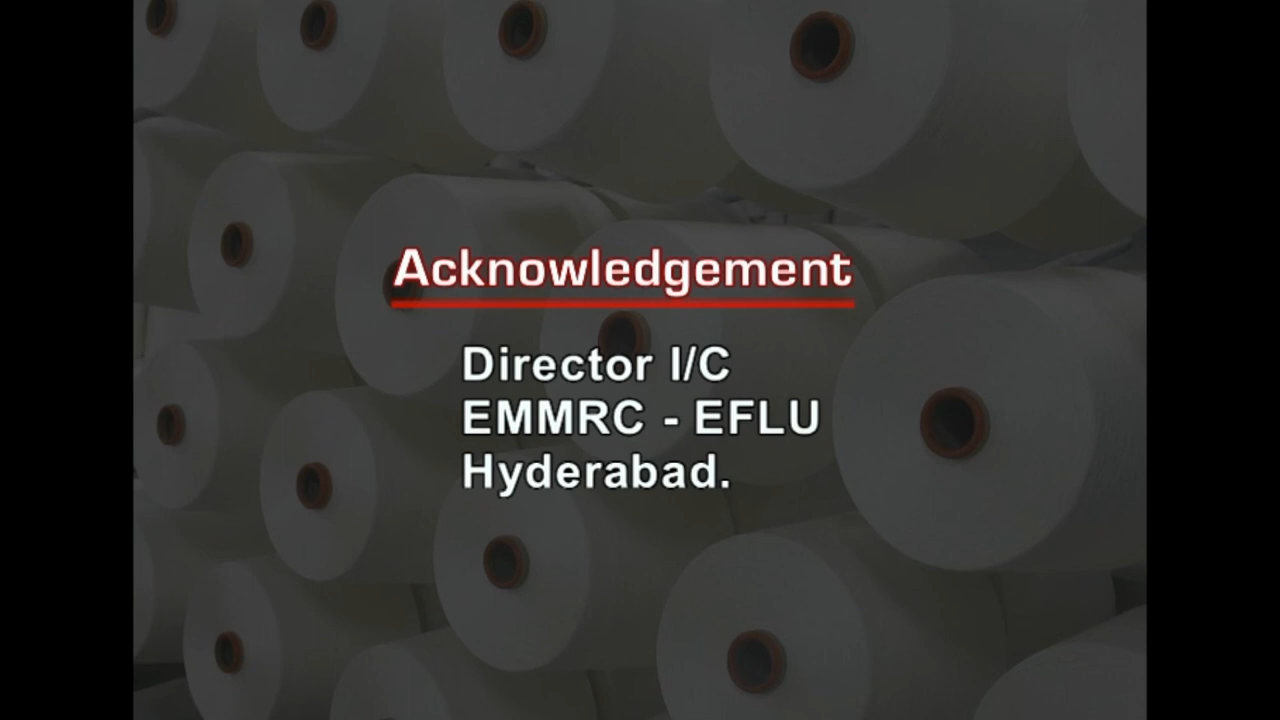 Acknowledgement
Director I/C
EMMRC - EFLU
Hyderabad.